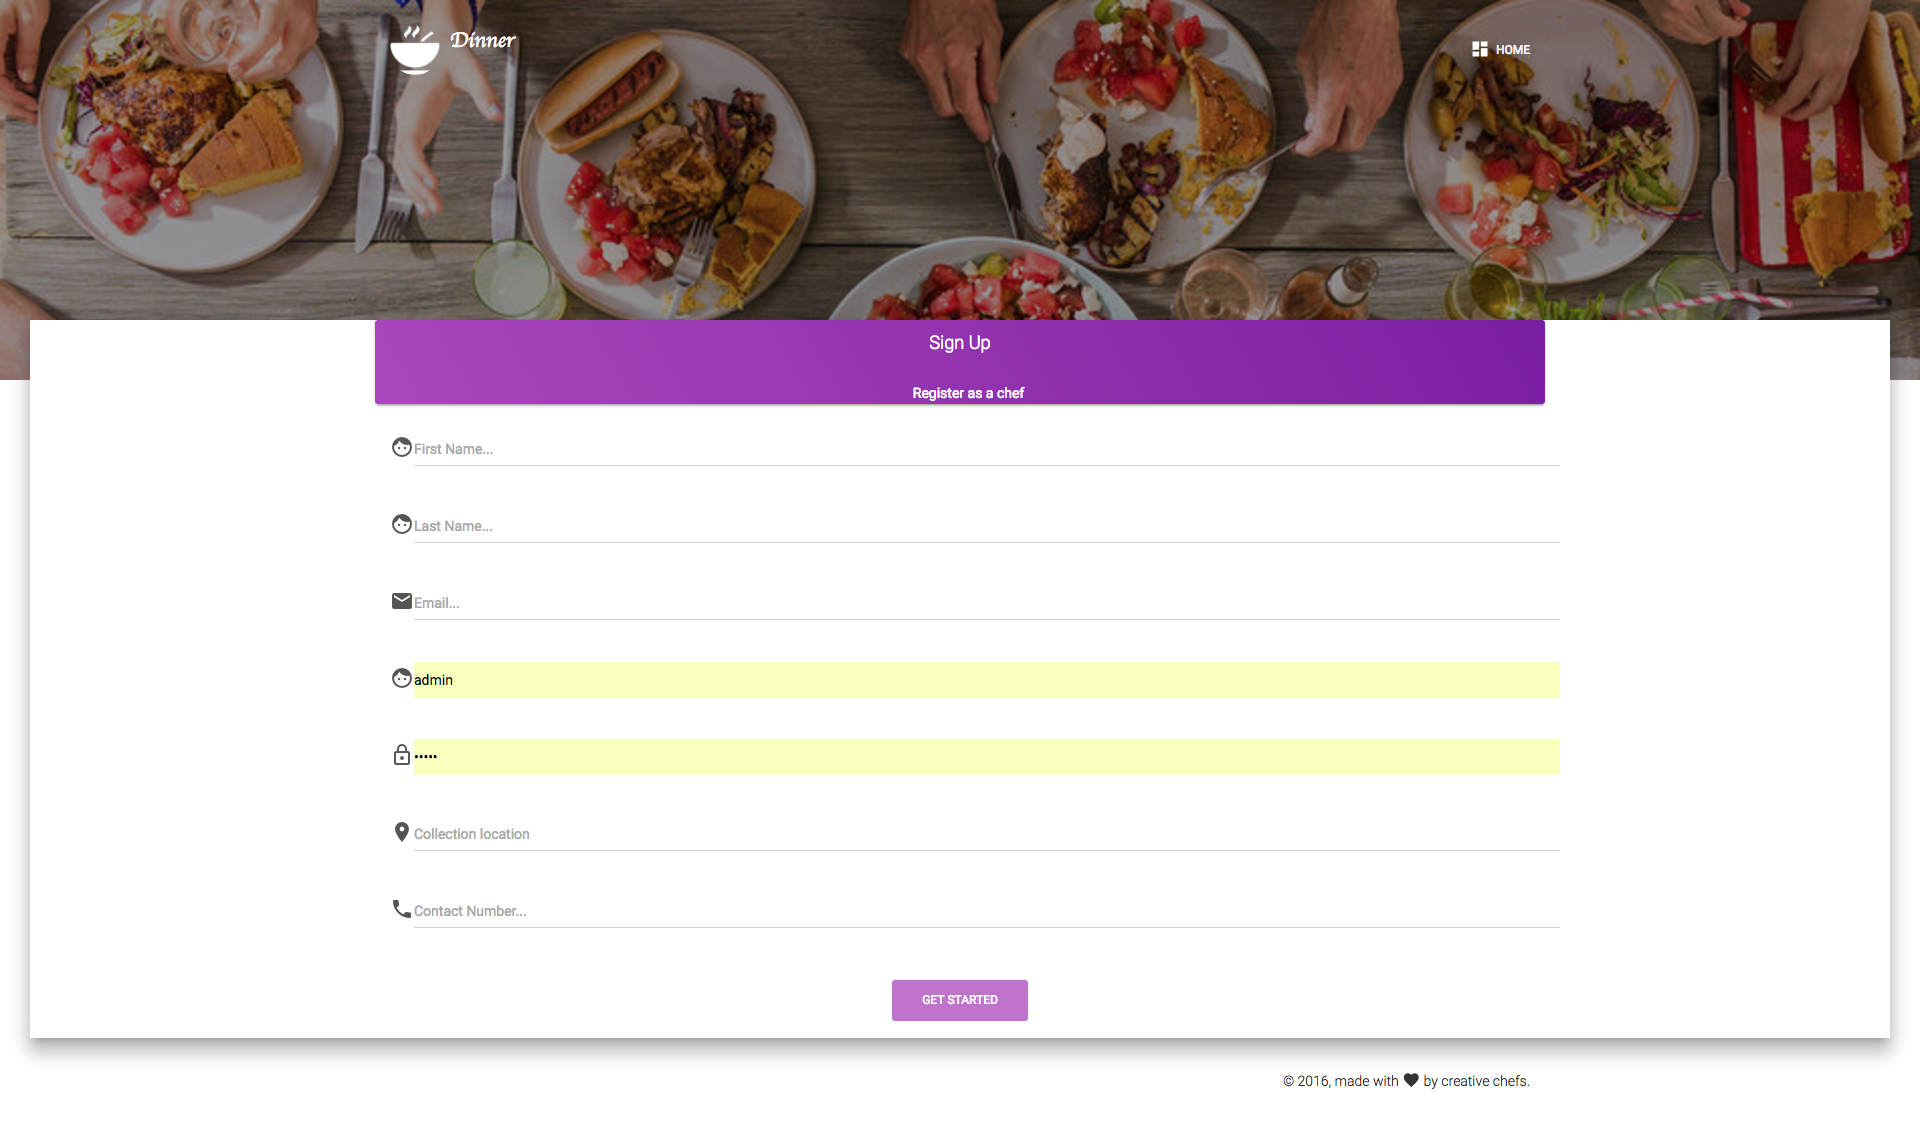 Dinner
HOME
Sign Up
Register as a chef
First Name...
Last Name...
Email...
admin
•••••
Collection location
Contact Number...
GET STARTED
© 2016, made with ♥ by creative chefs.